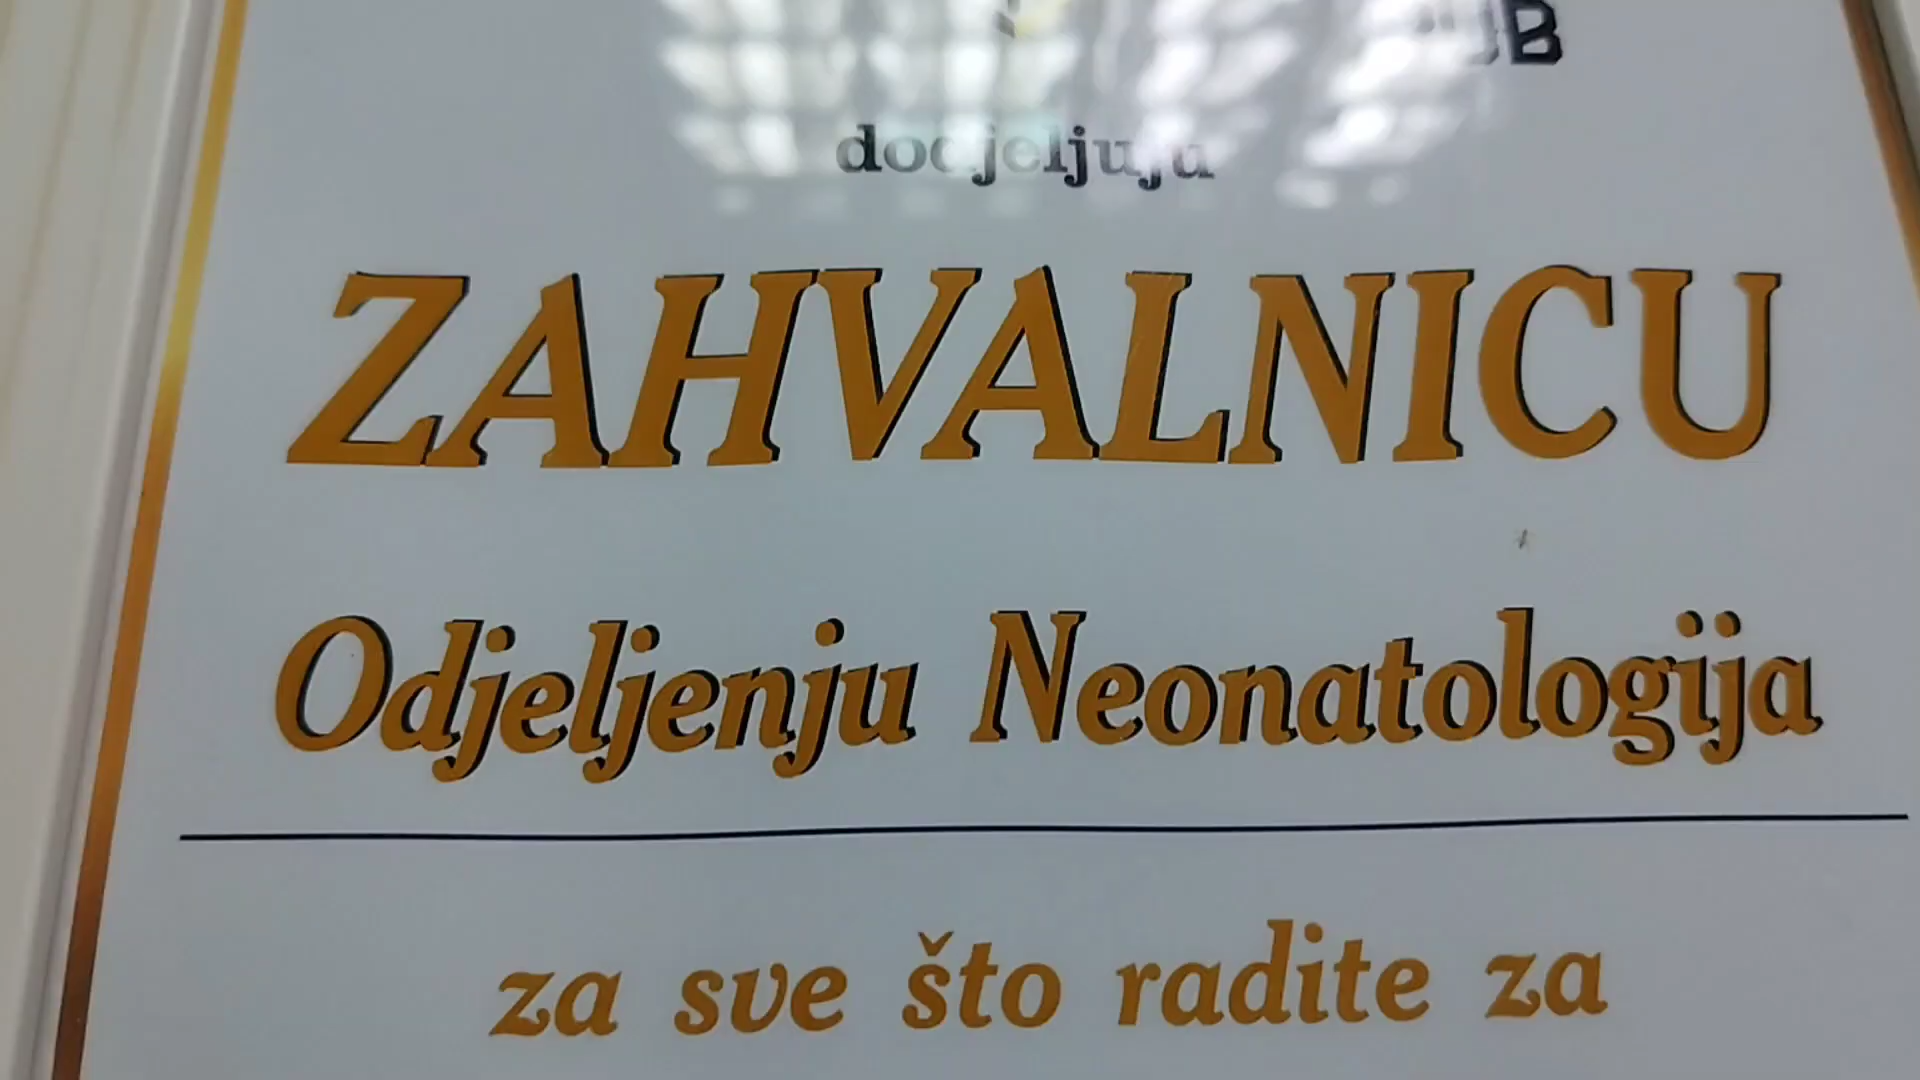 dodjeljuju
ZAHVALNICU
Odjeljenju Neonatologija
za sve što radite za